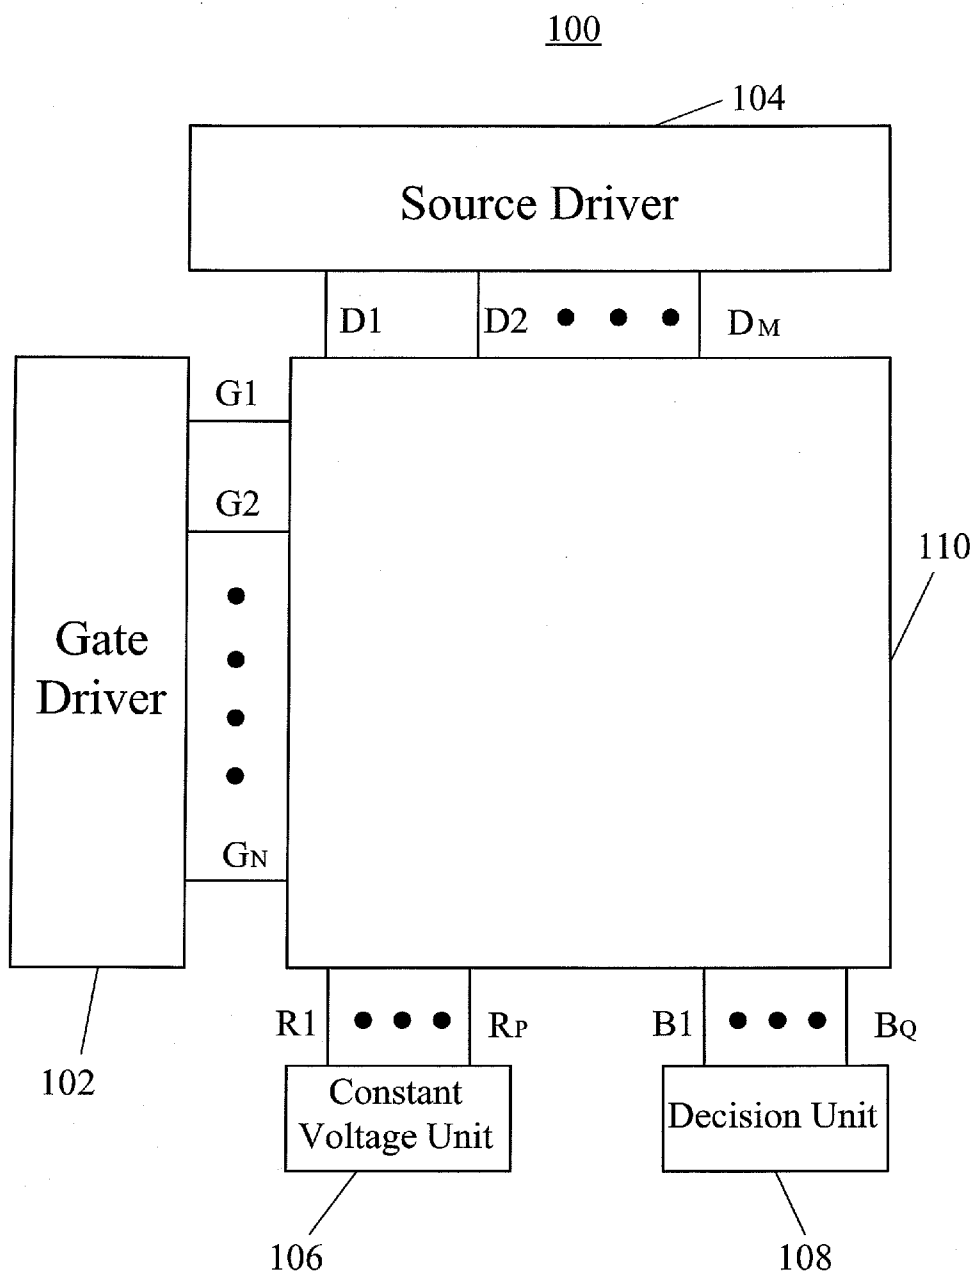 100
104
Source Driver
D1 D2 DM
G1
G2
110
Gate
Driver
GN
R1 RP B1 BQ
102
Constant
Voltage Unit
Decision Unit
106
108